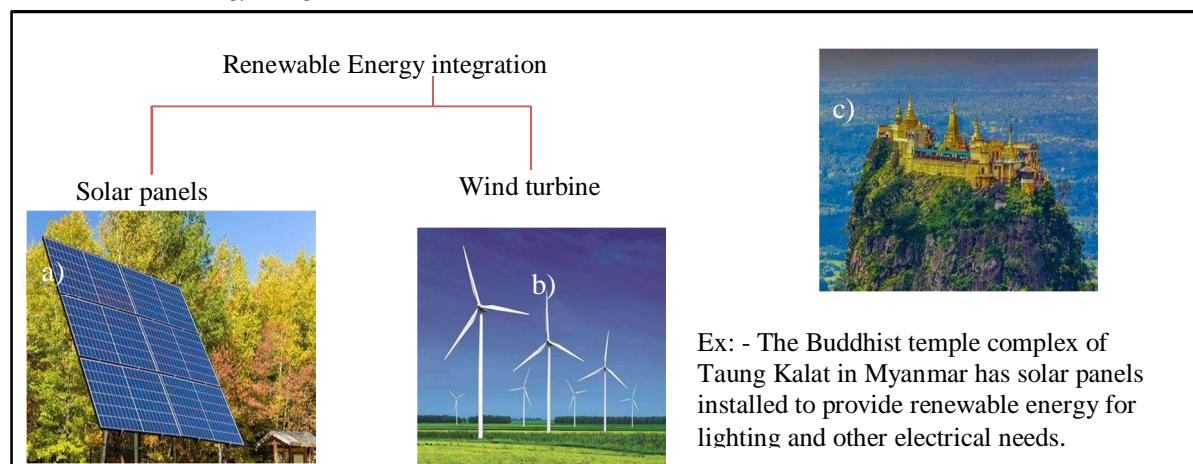 Renewable Energy integration
c)
Solar panels
Wind turbine
a)
b)
Ex: - The Buddhist temple complex of
Taung Kalat in Myanmar has solar panels
installed to provide renewable energy for
lighting and other electrical needs.